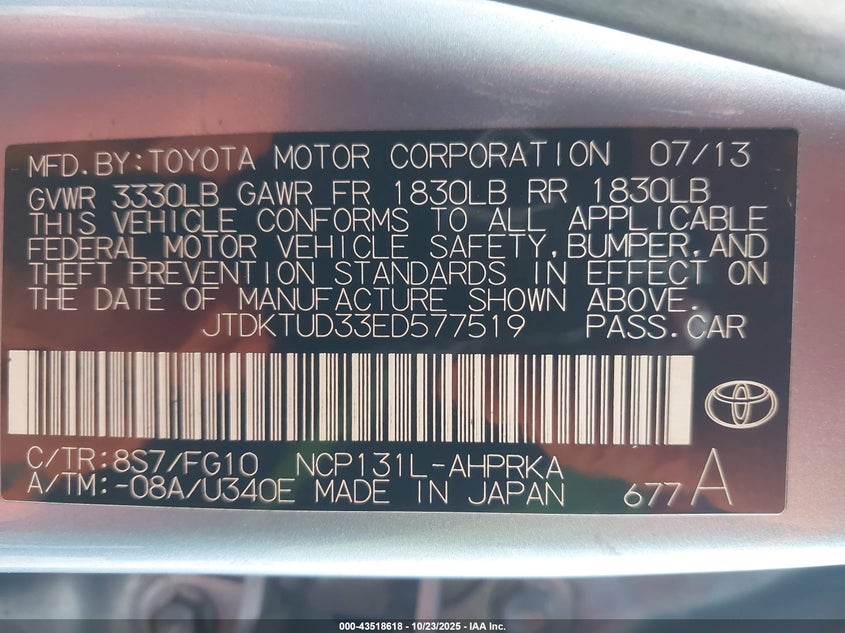 MFD.BY:TOYOTA MOTOR CORPORATION 07/13
GVWR 3330LB GAWR FR 1830LB RR 1830LB
THIS VEHICLE CONFORMS TO ALL APPLICABLE
FEDERAL MOTOR VEHICLE SAFETY,BUMPER,AND
THEFT PREVENTION STANDARDS IN EFFECT ON
THE DATE OF MANUFACTURE SHOWN ABOVE.
JTDKTUD33ED577519 PASS.CAR
C/TR:8S7/FG10 NCP131L-AHPRKA
A/TM:-08A/U340E MADE IN JAPAN 677A
000-43518618 - 10/23/2025 - IAA Inc.